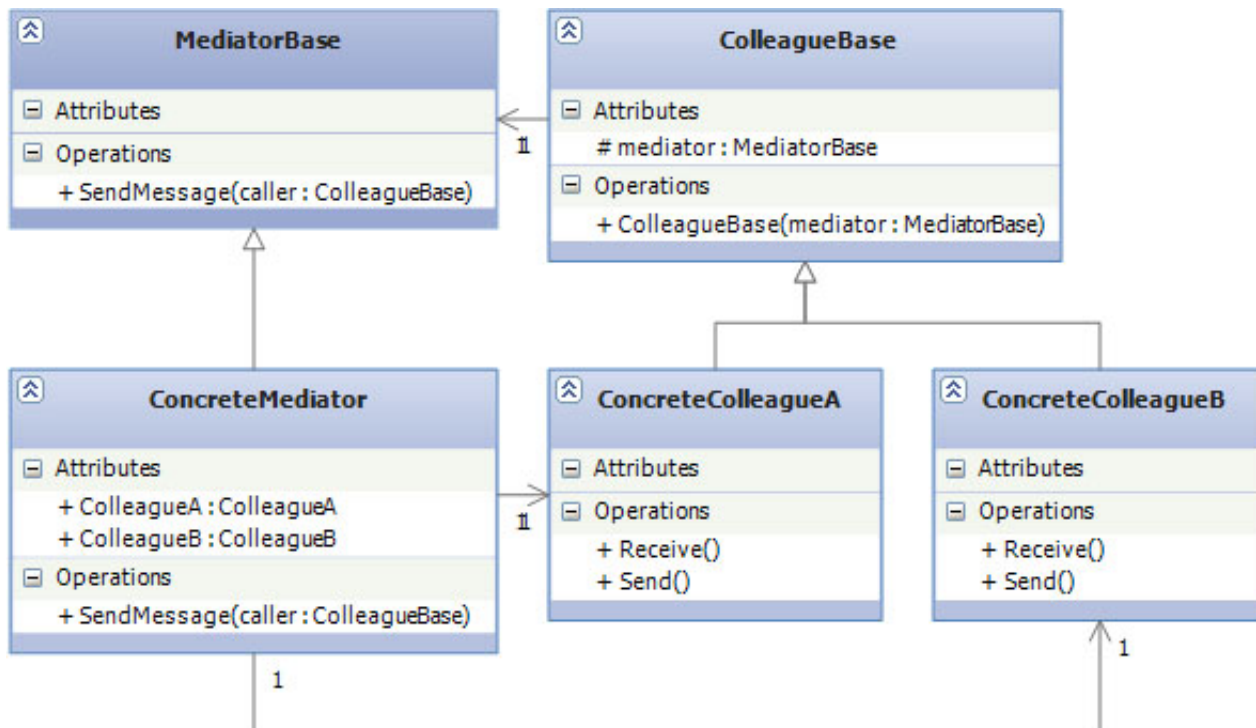 MediatorBase
Attributes
Operations
+ SendMessage(caller : ColleagueBase)
1
1
ColleagueBase
Attributes
# mediator : MediatorBase
Operations
+ ColleagueBase(mediator : MediatorBase)
ConcreteMediator
Attributes
+ ColleagueA : ColleagueA
+ ColleagueB : ColleagueB
Operations
+ SendMessage(caller : ColleagueBase)
1
1
1
ConcreteColleagueA
Attributes
Operations
+ Receive()
+ Send()
ConcreteColleagueB
Attributes
Operations
+ Receive()
+ Send()
1